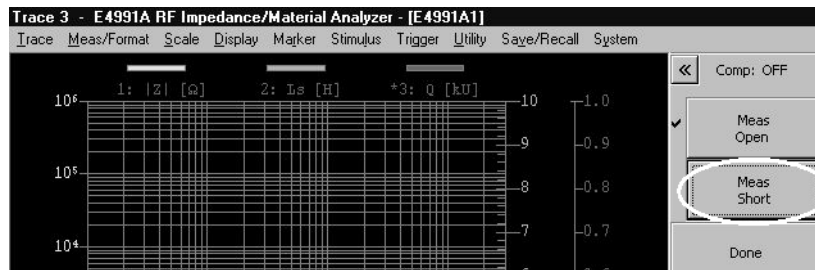 Trace 3 - E4991A RF Impedance/Material Analyzer - [E4991A1]
Trace Meas/Format Scale Display Marker Stimulus Trigger Utility Save/Recall System
« Comp: OFF
1: |Z| [Ω] 2: Ls [H] *3: Q [kU]
10⁶ 10 1.0
Meas
Open
9 0.9
10⁵
8 0.8
Meas
Short
7 0.7
10⁴
Done